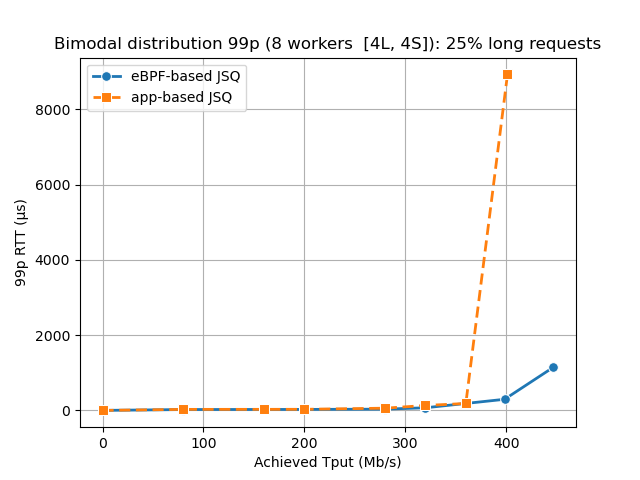 Bimodal distribution 99p (8 workers  [4L, 4S]): 25% long requests
eBPF-based JSQ
app-based JSQ
8000
6000
4000
2000
0
99p RTT (µs)
0 100 200 300 400
Achieved Tput (Mb/s)